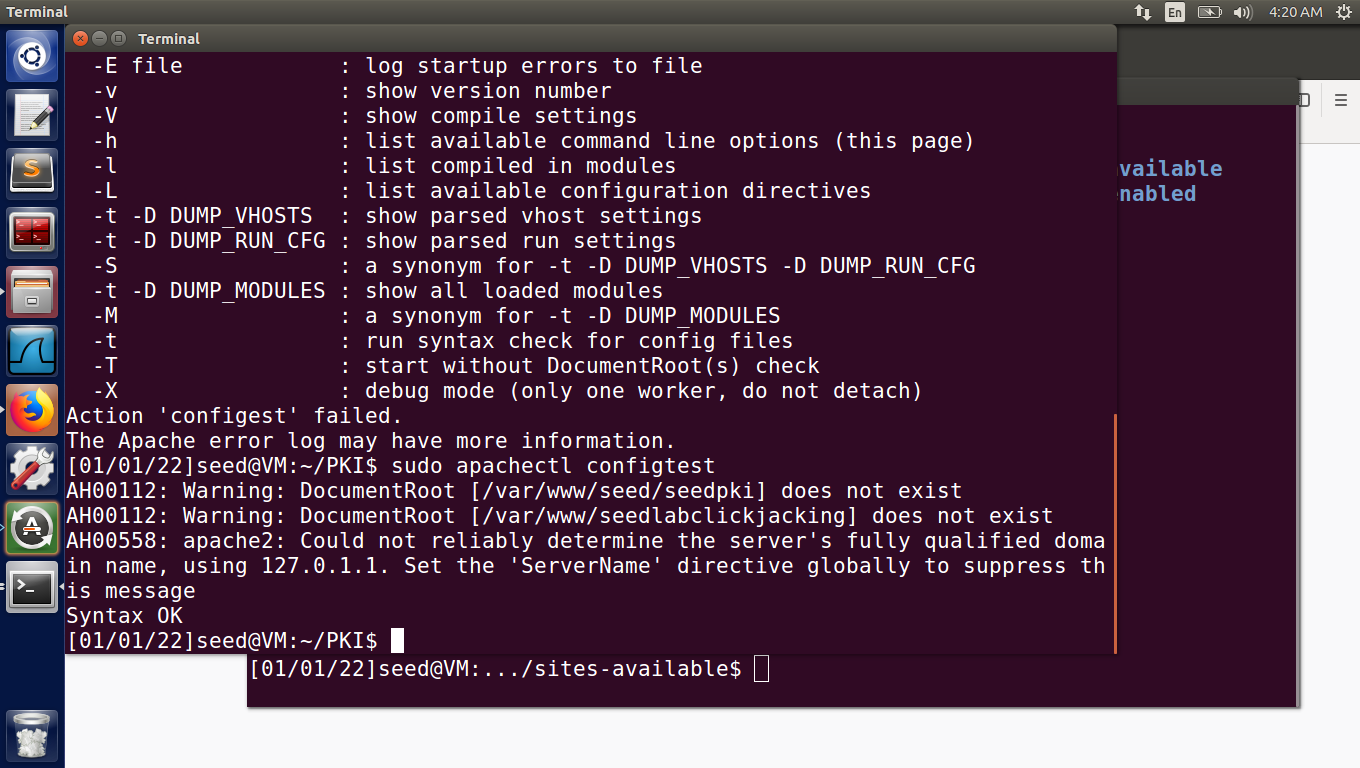 Terminal
En
4:20 AM
Terminal
-E file : log startup errors to file
-v : show version number
-V : show compile settings
-h : list available command line options (this page)
-l : list compiled in modules
-L : list available configuration directives
-t -D DUMP_VHOSTS : show parsed vhost settings
-t -D DUMP_RUN_CFG : show parsed run settings
-S : a synonym for -t -D DUMP_VHOSTS -D DUMP_RUN_CFG
-t -D DUMP_MODULES : show all loaded modules
-M : a synonym for -t -D DUMP_MODULES
-t : run syntax check for config files
-T : start without DocumentRoot(s) check
-X : debug mode (only one worker, do not detach)
Action 'configest' failed.
The Apache error log may have more information.
[01/01/22]seed@VM:~/PKI$ sudo apachectl configtest
AH00112: Warning: DocumentRoot [/var/www/seed/seedpki] does not exist
AH00112: Warning: DocumentRoot [/var/www/seedlabclickjacking] does not exist
AH00558: apache2: Could not reliably determine the server's fully qualified doma
in name, using 127.0.1.1. Set the 'ServerName' directive globally to suppress th
is message
Syntax OK
[01/01/22]seed@VM:~/PKI$
vailable
nabled
[01/01/22]seed@VM:.../sites-available$